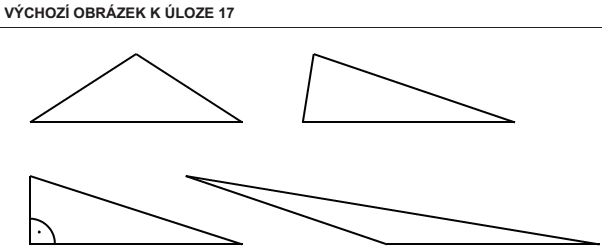 VÝCHOZÍ OBRÁZEK K ÚLOZE 17